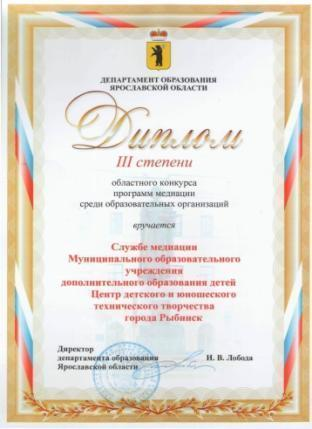 ДЕПАРТАМЕНТ ОБРАЗОВАНИЯ
ЯРОСЛАВСКОЙ ОБЛАСТИ
Диплом
III степени
областного конкурса
программ медиации
среди образовательных организаций
вручается
Службе медиации
Муниципального образовательного
учреждения
дополнительного образования детей
Центр детского и юношеского
технического творчества
города Рыбинск
Директор
департамента образования И. В. Лобода
Ярославской области